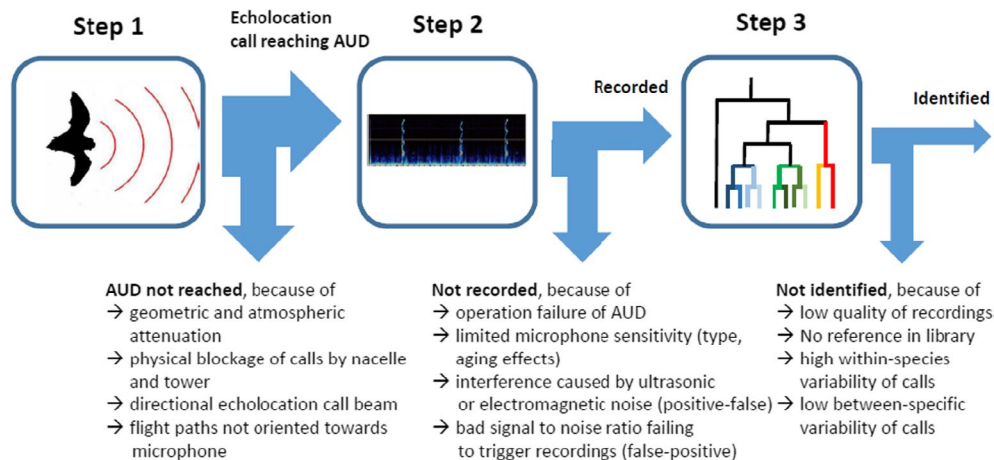 Step 1
Echolocation
call reaching AUD
Step 2
Recorded
Step 3
Identified
AUD not reached, because of
→ geometric and atmospheric
attenuation
→ physical blockage of calls by nacelle
and tower
→ directional echolocation call beam
→ flight paths not oriented towards
microphone
Not recorded, because of
→ operation failure of AUD
→ limited microphone sensitivity (type,
aging effects)
→ interference caused by ultrasonic
or electromagnetic noise (positive-false)
→ bad signal to noise ratio failing
to trigger recordings (false-positive)
Not identified, because of
→ low quality of recordings
→ No reference in library
→ high within-species
variability of calls
→ low between-specific
variability of calls